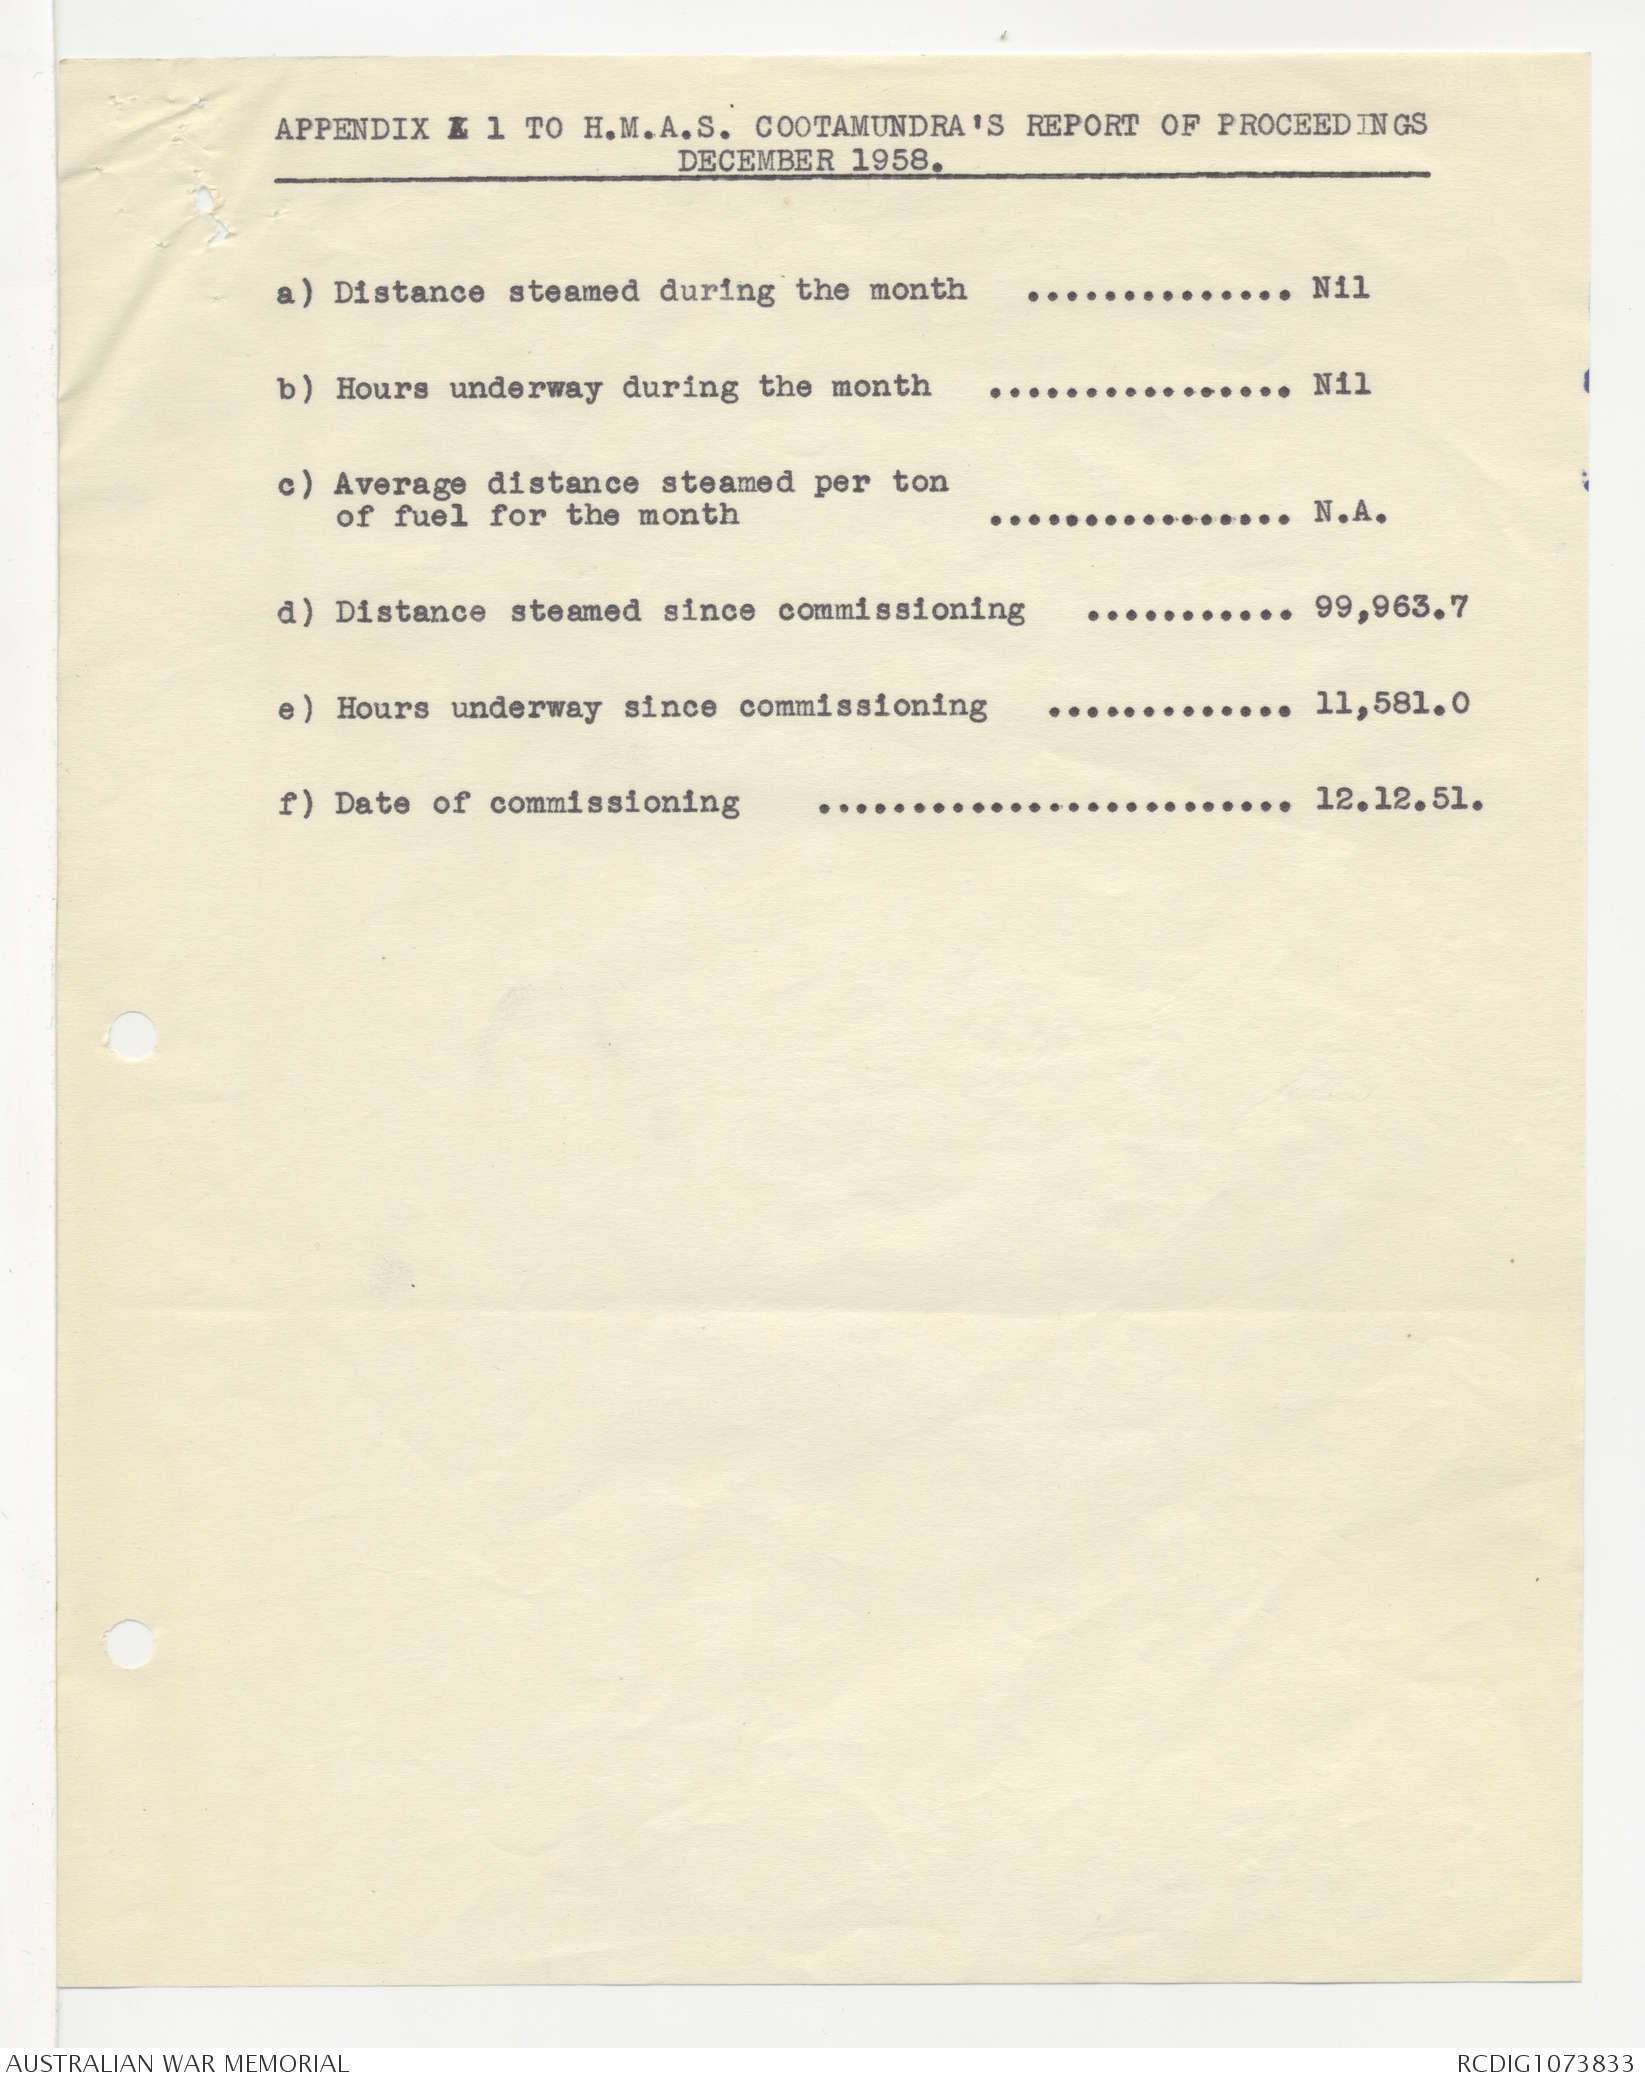 APPENDIX 1 TO H.M.A.S. COOTAMUNDRA'S REPORT OF PROCEEDINGS
DECEMBER 1958.
a) Distance steamed during the month .............. Nil
b) Hours underway during the month ................ Nil
c) Average distance steamed per ton
of fuel for the month ................ N.A.
d) Distance steamed since commissioning ........... 99,963.7
e) Hours underway since commissioning ............. 11,581.0
f) Date of commissioning ......................... 12.12.51.
AUSTRALIAN WAR MEMORIAL
RCDIG1073833